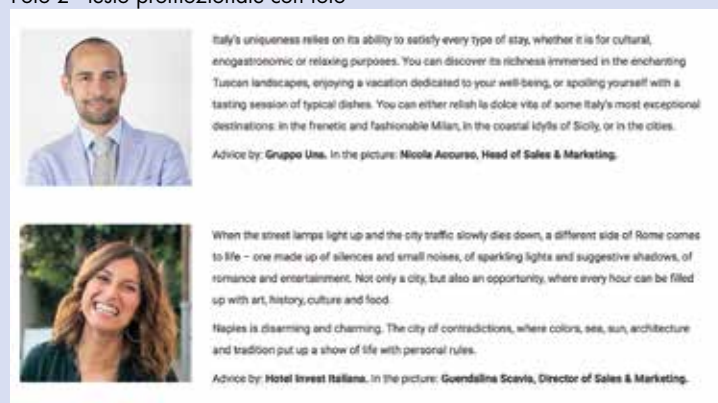 Italy's uniqueness relies on its ability to satisfy every type of stay, whether it is for cultural,
enogastronomic or relaxing purposes. You can discover its richness immersed in the enchanting
Tuscan landscapes, enjoying a vacation dedicated to your well-being, or spoiling yourself with a
tasting session of typical dishes. You can either relish la dolce vita of some Italy's most exceptional
destinations: in the frenetic and fashionable Milan, in the coastal idylls of Sicily, or in the cities.
Advice by: Gruppo Una. In the picture: Nicola Accurso, Head of Sales & Marketing.
When the street lamps light up and the city traffic slowly dies down, a different side of Rome comes
to life – one made up of silences and small noises, of sparkling lights and suggestive shadows, of
romance and entertainment. Not only a city, but also an opportunity, where every hour can be filled
up with art, history, culture and food.
Naples is disarming and charming. The city of contradictions, where colors, sea, sun, architecture
and tradition put up a show of life with personal rules.
Advice by: Hotel Invest Italiana. In the picture: Guendalina Scavia, Director of Sales & Marketing.